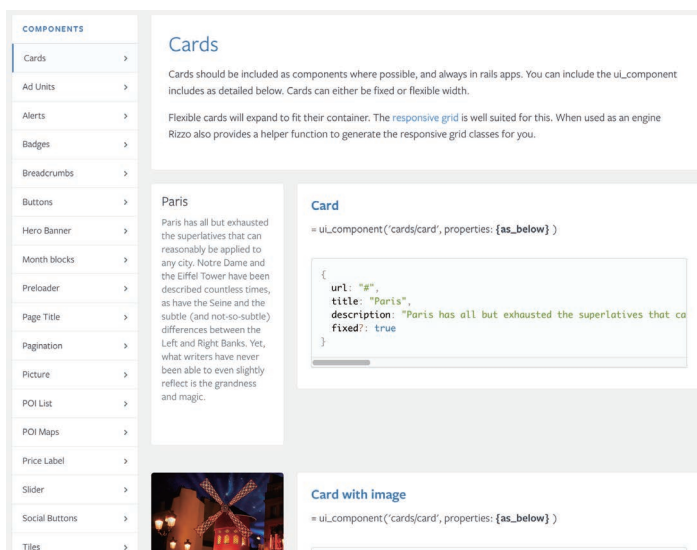 COMPONENTS
Cards
Ad Units
Alerts
Badges
Breadcrumbs
Buttons
Hero Banner
Month blocks
Preloader
Page Title
Pagination
Picture
POI List
POI Maps
Price Label
Slider
Social Buttons
Tiles
Cards
Cards should be included as components where possible, and always in rails apps. You can include the ui_component
includes as detailed below. Cards can either be fixed or flexible width.
Flexible cards will expand to fit their container. The responsive grid is well suited for this. When used as an engine
Rizzo also provides a helper function to generate the responsive grid classes for you.
Paris
Paris has all but exhausted
the superlatives that can
reasonably be applied to
any city. Notre Dame and
the Eiffel Tower have been
described countless times,
as have the Seine and the
subtle (and not-so-subtle)
differences between the
Left and Right Banks. Yet,
what writers have never
been able to even slightly
reflect is the grandness
and magic.
Card
= ui_component('cards/card', properties: {as_below} )
{
url: "#",
title: "Paris",
description: "Paris has all but exhausted the superlatives that ca
fixed?: true
}
Card with image
= ui_component('cards/card', properties: {as_below} )